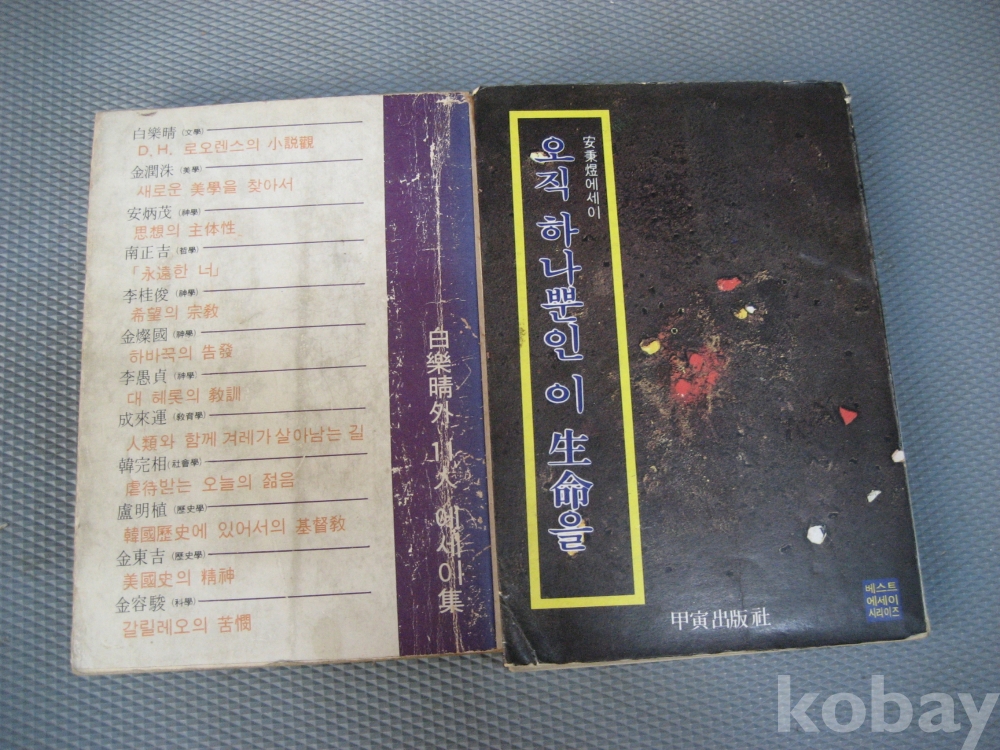 白樂晴 (文學)
D. H. 로오렌스의 小說觀
金潤洙 (美學)
새로운 美學을 찾아서
安炳茂 (神學)
思想의 主体性
南正吉 (哲學)
「永遠한 너」
李桂俊 (神學)
希望의 宗敎
金燦國 (神學)
하바꾹의 告發
李愚貞 (神學)
대 헤롯의 敎訓
成來運 (敎育學)
人類와 함께 겨레가 살아남는 길
韓完相 (社會學)
虐待받는 오늘의 젊음
盧明植 (歷史學)
韓國歷史에 있어서의 基督敎
金東吉 (歷史學)
美國史의 精神
金容駿 (科學)
갈릴레오의 苦憫
白樂晴外 11人 에세이集
安秉煜에세이
오직 하나뿐인 이 生命을
甲寅出版社
베스트
에세이
시리이즈
kobay